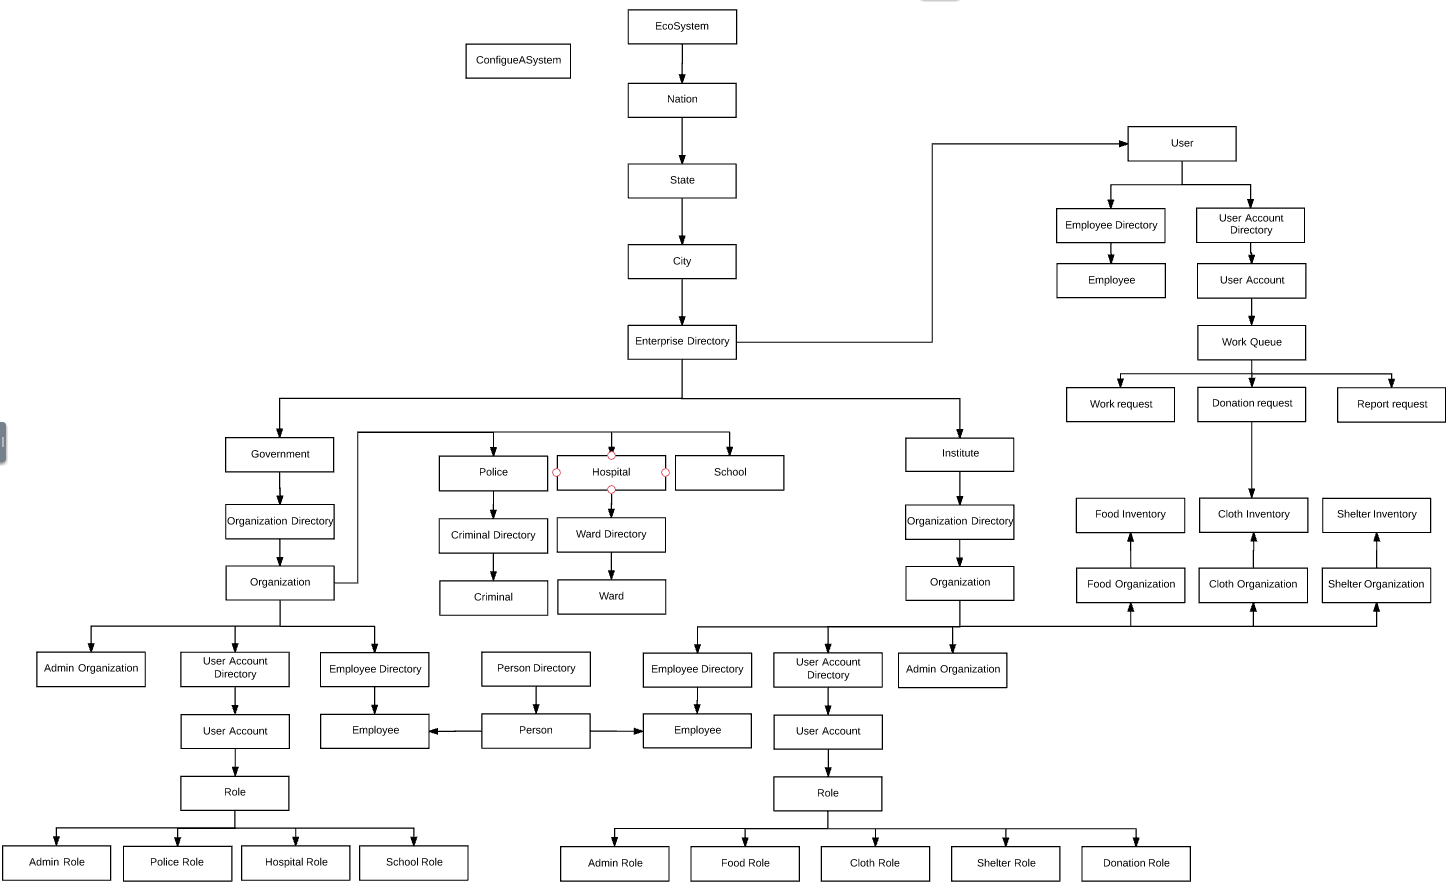 EcoSystem
ConfigueASystem
Nation
User
State
Employee Directory
User Account
Directory
City
Employee
User Account
Enterprise Directory
Work Queue
Work request
Donation request
Report request
Government
Police
Hospital
School
Institute
Organization Directory
Criminal Directory
Ward Directory
Organization Directory
Food Inventory
Cloth Inventory
Shelter Inventory
Organization
Criminal
Ward
Organization
Food Organization
Cloth Organization
Shelter Organization
Admin Organization
User Account
Directory
Employee Directory
Person Directory
Employee Directory
User Account
Directory
Admin Organization
User Account
Employee
Person
Employee
User Account
Role
Role
Admin Role
Police Role
Hospital Role
School Role
Admin Role
Food Role
Cloth Role
Shelter Role
Donation Role